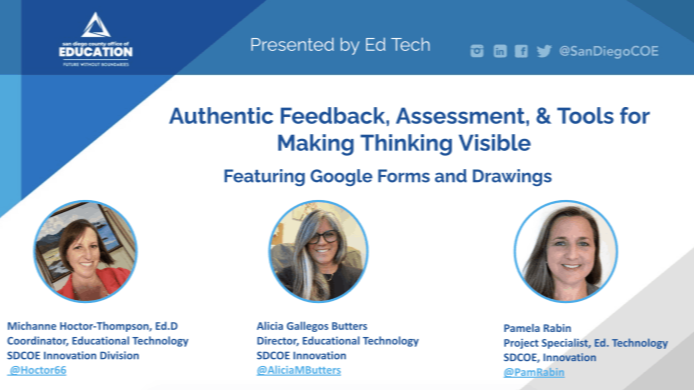 san diego county office of
EDUCATION
FUTURE WITHOUT BOUNDARIES
Presented by Ed Tech
@SanDiegoCOE
Authentic Feedback, Assessment, & Tools for
Making Thinking Visible
Featuring Google Forms and Drawings
Michanne Hoctor-Thompson, Ed.D
Coordinator, Educational Technology
SDCOE Innovation Division
@Hoctor66
Alicia Gallegos Butters
Director, Educational Technology
SDCOE Innovation
@AliciaMButters
Pamela Rabin
Project Specialist, Ed. Technology
SDCOE, Innovation
@PamRabin